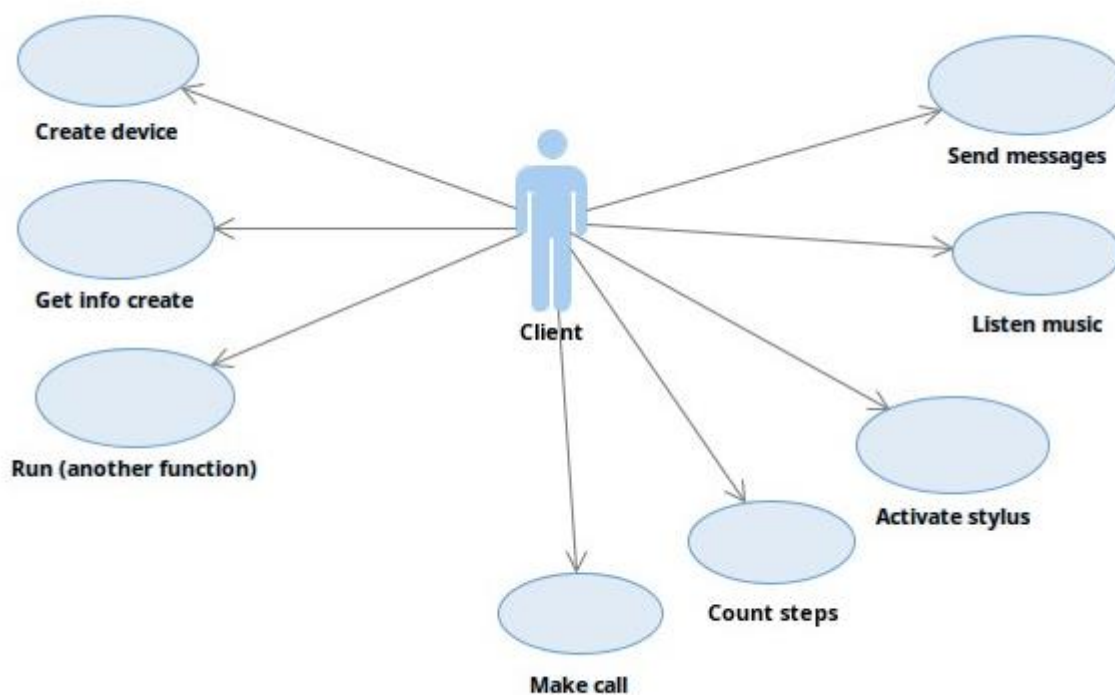 Create device
Send messages
Get info create
Listen music
Client
Run (another function)
Activate stylus
Count steps
Make call